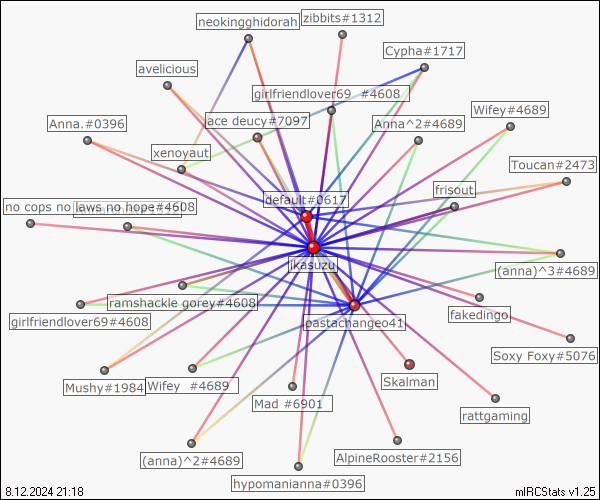 zibbits#1312
neokingghidorah
Cypha#1717
avelicious
girlfriendlover69 #4608
Wifey#4689
ace deucy#7097
Anna.#0396
Anna^2#4689
xenoyaut
Toucan#2473
frisout
default#0617
no cops no laws no hope#4608
jkasuzu
(anna)^3#4689
ramshackle gorey#4608
fakedingo
girlfriendlover69#4608
pastachangeo41
Soxy Foxy#5076
Mushy#1984
Wifey #4689
Skalman
Mad #6901
rattgaming
(anna)^2#4689
AlpineRooster#2156
hypomanianna#0396
8.12.2024 21:18
mIRCStats v1.25